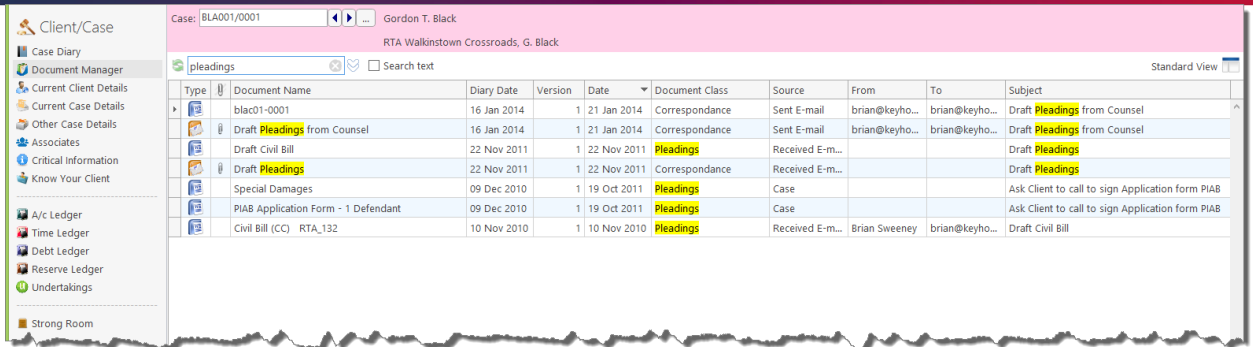 Client/Case
Case Diary
Document Manager
Current Client Details
Current Case Details
Other Case Details
Associates
Critical Information
Know Your Client
A/c Ledger
Time Ledger
Debt Ledger
Reserve Ledger
Undertakings
Strong Room
Case: BLA001/0001 ... Gordon T. Black
RTA Walkinstown Crossroads, G. Black
pleadings Search text Standard View
Type Document Name Diary Date Version Date Document Class Source From To Subject
blac01-0001 16 Jan 2014 1 21 Jan 2014 Correspondence Sent E-mail brian@keyho... brian@keyho... Draft Pleadings from Counsel
Draft Pleadings from Counsel 16 Jan 2014 1 21 Jan 2014 Correspondance Sent E-mail brian@keyho... brian@keyho... Draft Pleadings from Counsel
Draft Civil Bill 22 Nov 2011 1 22 Nov 2011 Pleadings Received E-m... Draft Pleadings
Draft Pleadings 22 Nov 2011 1 22 Nov 2011 Correspondance Received E-m... Draft Pleadings
Special Damages 09 Dec 2010 1 19 Oct 2011 Pleadings Case Ask Client to call to sign Application form PIAB
PIAB Application Form - 1 Defendant 09 Dec 2010 1 19 Oct 2011 Pleadings Case Ask Client to call to sign Application form PIAB
Civil Bill (CC) RTA_132 10 Nov 2010 1 10 Nov 2010 Pleadings Received E-m... Brian Sweeney brian@keyho... Draft Civil Bill